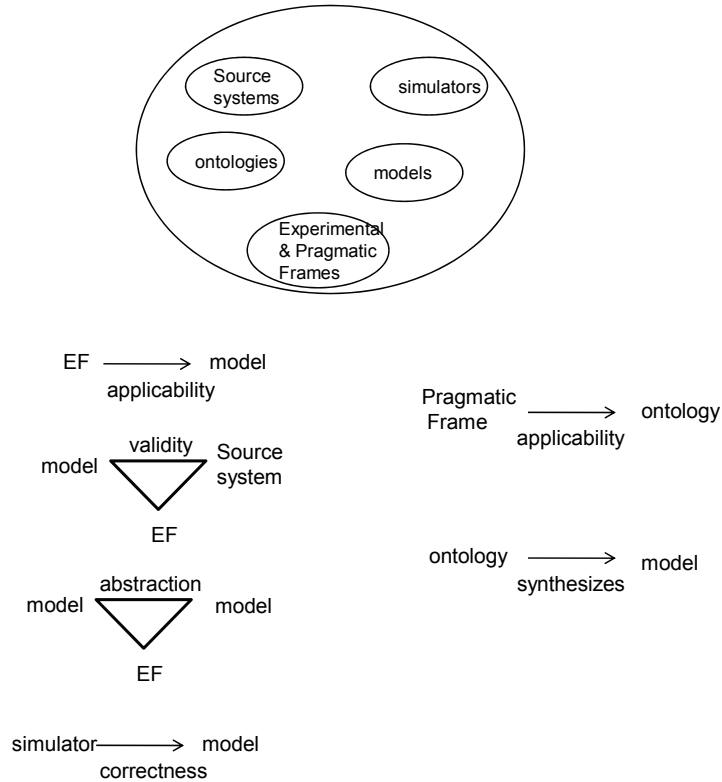 Source
systems
simulators
ontologies
models
Experimental
& Pragmatic
Frames
EF model
applicability
Pragmatic
Frame ontology
applicability
validity
model Source
system
EF
ontology model
synthesizes
abstraction
model model
EF
simulator model
correctness